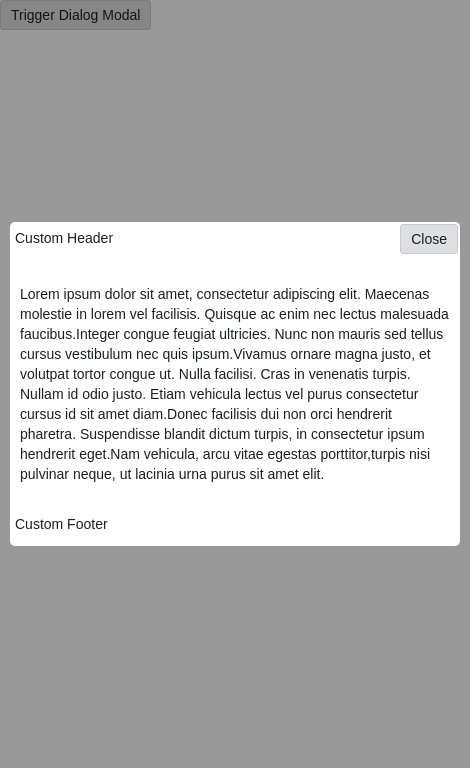 Trigger Dialog Modal
Custom Header
Close
Lorem ipsum dolor sit amet, consectetur adipiscing elit. Maecenas
molestie in lorem vel facilisis. Quisque ac enim nec lectus malesuada
faucibus.Integer congue feugiat ultricies. Nunc non mauris sed tellus
cursus vestibulum nec quis ipsum.Vivamus ornare magna justo, et
volutpat tortor congue ut. Nulla facilisi. Cras in venenatis turpis.
Nullam id odio justo. Etiam vehicula lectus vel purus consectetur
cursus id sit amet diam.Donec facilisis dui non orci hendrerit
pharetra. Suspendisse blandit dictum turpis, in consectetur ipsum
hendrerit eget.Nam vehicula, arcu vitae egestas porttitor,turpis nisi
pulvinar neque, ut lacinia urna purus sit amet elit.
Custom Footer